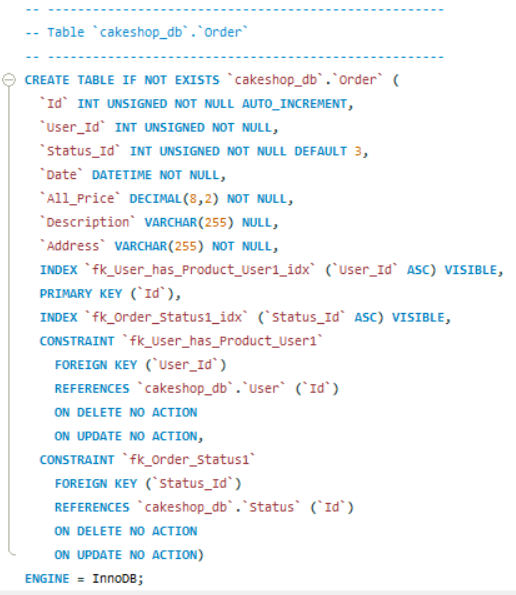 -- -----------------------------------------------------
-- Table `cakeshop_db`.`Order`
-- -----------------------------------------------------
CREATE TABLE IF NOT EXISTS `cakeshop_db`.`Order` (
  `Id` INT UNSIGNED NOT NULL AUTO_INCREMENT,
  `User_Id` INT UNSIGNED NOT NULL,
  `Status_Id` INT UNSIGNED NOT NULL DEFAULT 3,
  `Date` DATETIME NOT NULL,
  `All_Price` DECIMAL(8,2) NOT NULL,
  `Description` VARCHAR(255) NULL,
  `Address` VARCHAR(255) NOT NULL,
  INDEX `fk_User_has_Product_User1_idx` (`User_Id` ASC) VISIBLE,
  PRIMARY KEY (`Id`),
  INDEX `fk_Order_Status1_idx` (`Status_Id` ASC) VISIBLE,
  CONSTRAINT `fk_User_has_Product_User1`
    FOREIGN KEY (`User_Id`)
    REFERENCES `cakeshop_db`.`User` (`Id`)
    ON DELETE NO ACTION
    ON UPDATE NO ACTION,
  CONSTRAINT `fk_Order_Status1`
    FOREIGN KEY (`Status_Id`)
    REFERENCES `cakeshop_db`.`Status` (`Id`)
    ON DELETE NO ACTION
    ON UPDATE NO ACTION)
ENGINE = InnoDB;